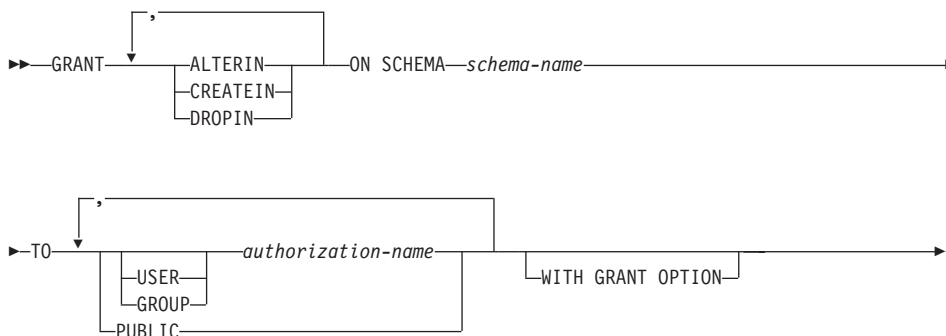 ,
GRANT ALTERIN ON SCHEMA schema-name
CREATEIN
DROPIN
,
TO authorization-name
USER WITH GRANT OPTION
GROUP
PUBLIC